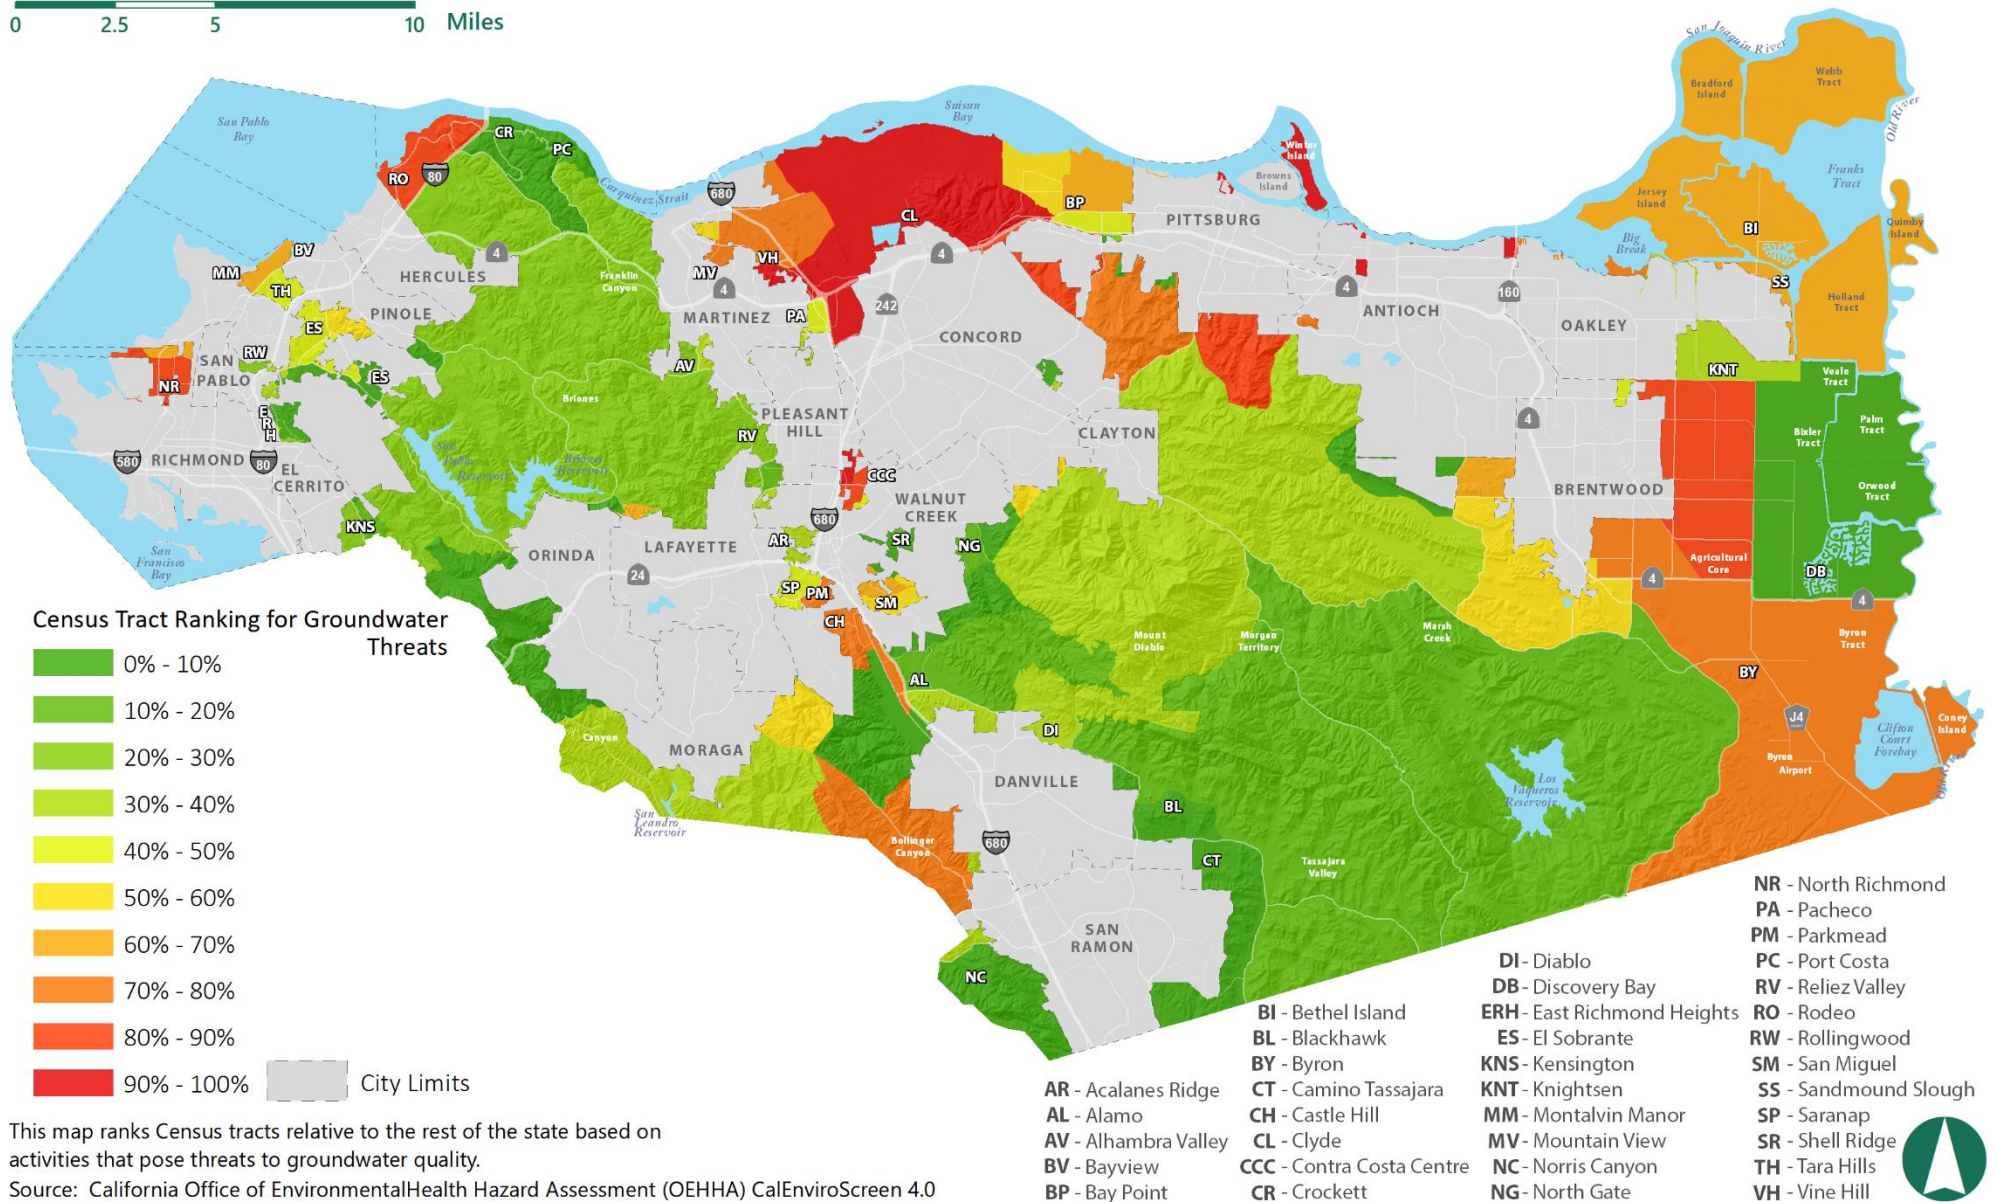 0 2.5 5 10 Miles
San Joaquin River
Bradford
Island
Webb
Tract
Old River
San Pablo
Bay
Suisun
Bay
CR
PC
RO
80
Carquinez Strait
680
Winter
Island
Browns
Island
Franks
Tract
Jersey
Island
Quimby
Island
BP
PITTSBURG
CL
BI
Big
Break
BV
MM
TH
HERCULES
4
Franklin
Canyon
VH
MV
4
4
4
160
SS
Holland
Tract
ES
PINOLE
MARTINEZ
PA
242
CONCORD
ANTIOCH
OAKLEY
RW
SAN
PABLO
NR
ES
AV
KNT
Veale
Tract
Briones
E
R
H
PLEASANT
HILL
RV
CLAYTON
4
Palm
Tract
Bixler
Tract
580
RICHMOND
80
EL
CERRITO
San
Pablo
Reservoir
Briones
Reservoir
CCC
WALNUT
CREEK
BRENTWOOD
Orwood
Tract
KNS
680
San
Francisco
Bay
ORINDA
LAFAYETTE
AR
SR
NG
Agricultural
Core
24
SP
PM
SM
4
DB
4
CH
Mount
Diablo
Morgan
Territory
Marsh
Creek
Byron
Tract
AL
BY
Canyon
MORAGA
DI
J4
Clifton
Court
Forebay
Coney
Island
DANVILLE
Byron
Airport
Old River
Los
Vaqueros
Reservoir
BL
San
Leandro
Reservoir
Bollinger
Canyon
680
CT
Tassajara
Valley
SAN
RAMON
NC
Census Tract Ranking for Groundwater
Threats
0% - 10%
10% - 20%
20% - 30%
30% - 40%
40% - 50%
50% - 60%
60% - 70%
70% - 80%
80% - 90%
90% - 100%
City Limits
This map ranks Census tracts relative to the rest of the state based on
activities that pose threats to groundwater quality.
Source: California Office of EnvironmentalHealth Hazard Assessment (OEHHA) CalEnviroScreen 4.0
AR - Acalanes Ridge
AL - Alamo
AV - Alhambra Valley
BV - Bayview
BP - Bay Point
BI - Bethel Island
BL - Blackhawk
BY - Byron
CT - Camino Tassajara
CH - Castle Hill
CL - Clyde
CCC - Contra Costa Centre
CR - Crockett
DI - Diablo
DB - Discovery Bay
ERH - East Richmond Heights
ES - El Sobrante
KNS - Kensington
KNT - Knightsen
MM - Montalvin Manor
MV - Mountain View
NC - Norris Canyon
NG - North Gate
NR - North Richmond
PA - Pacheco
PM - Parkmead
PC - Port Costa
RV - Reliez Valley
RO - Rodeo
RW - Rollingwood
SM - San Miguel
SS - Sandmound Slough
SP - Saranap
SR - Shell Ridge
TH - Tara Hills
VH - Vine Hill